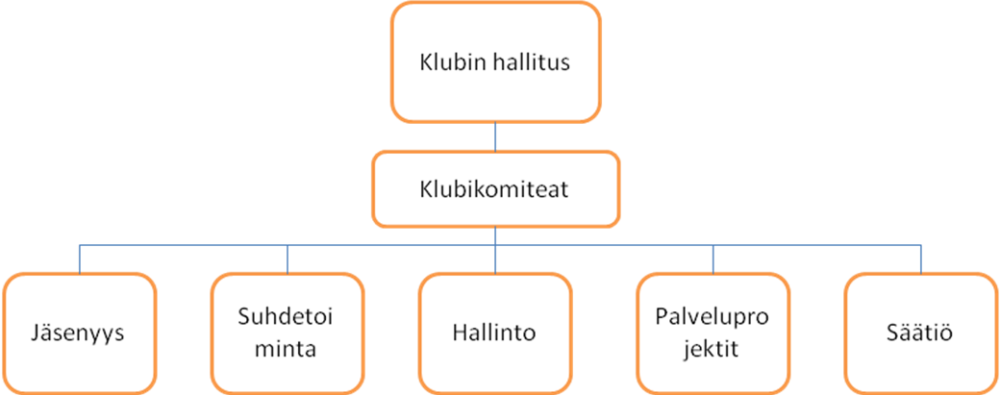 Klubin hallitus
Klubikomiteat
Jäsenyys
Suhdetoi
minta
Hallinto
Palvelupro
jektit
Säätiö